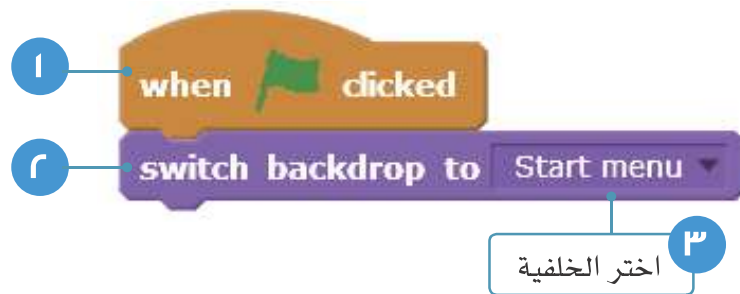 ١
when clicked
٢
switch backdrop to Start menu
٣
اختر الخلفية